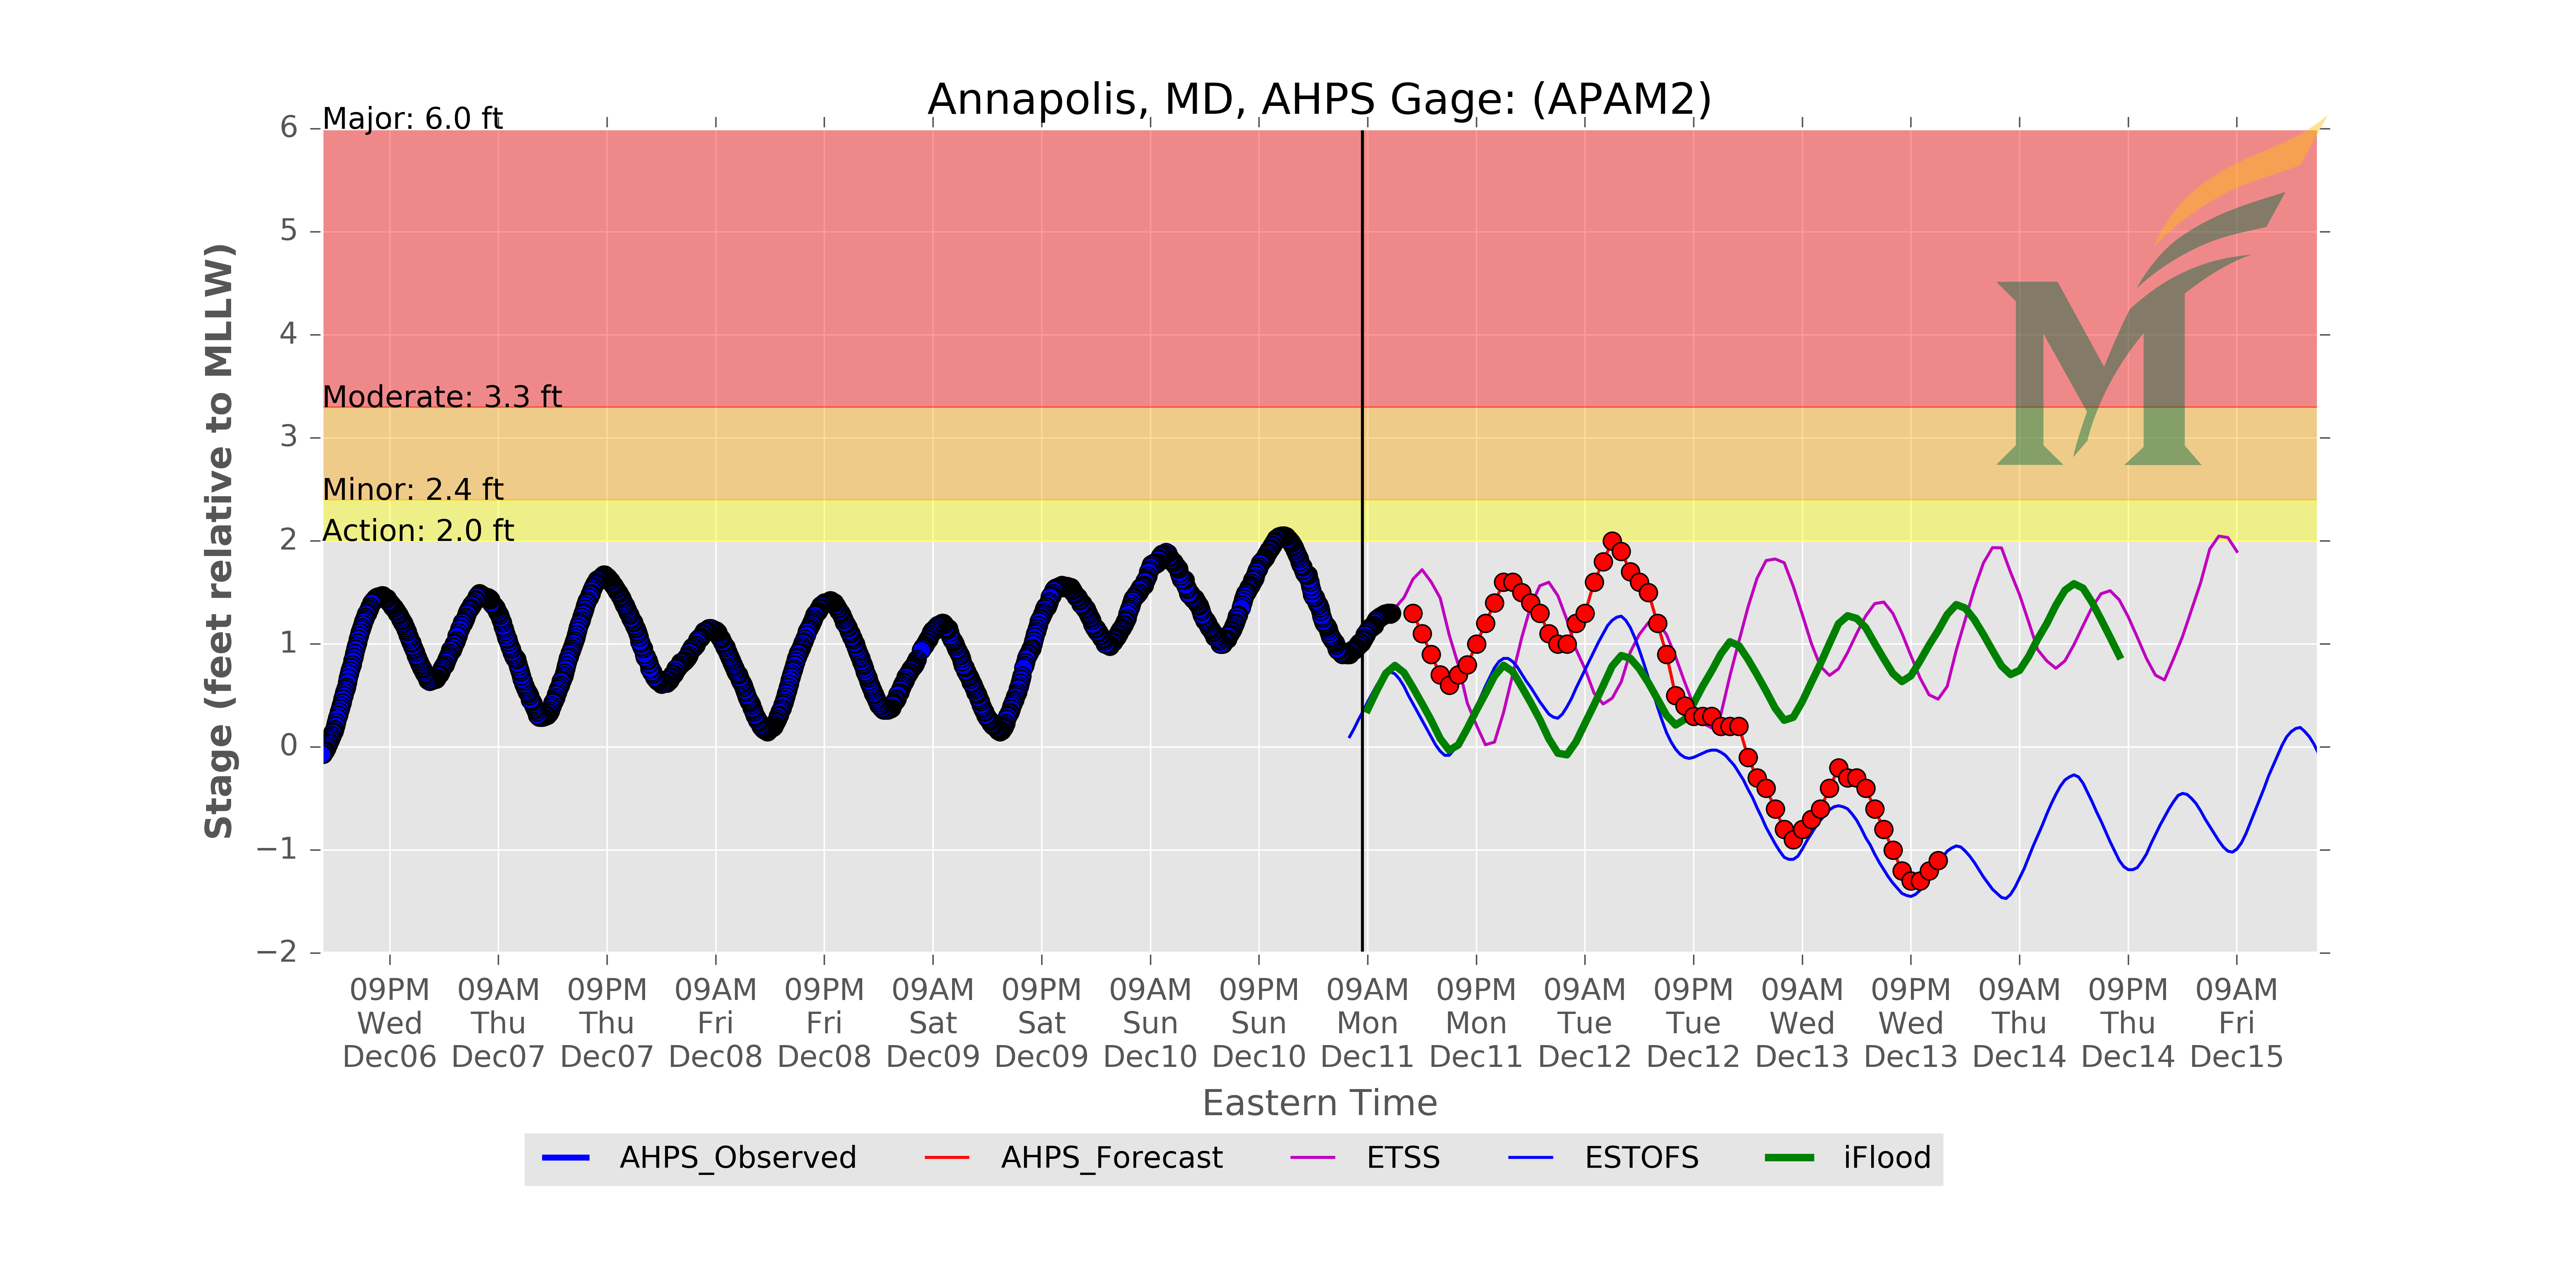 Annapolis, MD, AHPS Gage: (APAM2)
Major: 6.0 ft
Moderate: 3.3 ft
Minor: 2.4 ft
Action: 2.0 ft
Stage (feet relative to MLLW)
6
5
4
3
2
1
0
−1
−2
09PM 09AM 09PM 09AM 09PM 09AM 09PM 09AM 09PM 09AM 09PM 09AM 09PM 09AM 09PM 09AM 09PM 09AM
Wed Thu Thu Fri Fri Sat Sat Sun Sun Mon Mon Tue Tue Wed Wed Thu Thu Fri
Dec06 Dec07 Dec07 Dec08 Dec08 Dec09 Dec09 Dec10 Dec10 Dec11 Dec11 Dec12 Dec12 Dec13 Dec13 Dec14 Dec14 Dec15
Eastern Time
AHPS_Observed AHPS_Forecast ETSS ESTOFS iFlood
M